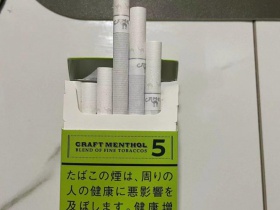 CRAFT MENTHOL 5
BLEND OF FINE TOBACCOS
たばこの煙は、周りの
人の健康に悪影響を
及ぼします。健康増